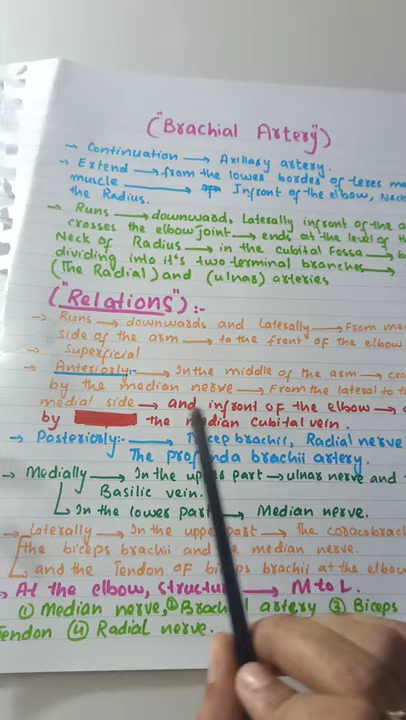 ("Brachial Artery")
→ Continuation → Axillary artery.
→ Extend → from the lower border of teres
muscle → Infront of the elbow, Neck
the Radius.
→ Runs → downward, Laterally infront of the
crosses the elbow joint → ends at the level of
Neck of Radius → in the cubital Fossa →
dividing into it's two terminal branches →
(The Radial) and (ulnar) arteries
("Relations") :-
→ Runs → downwards and laterally → From
side of the arm → to the front of the elbow
→ Superficial
→ Anteriorly:- → In the middle of the arm →
by the median nerve → From the lateral to
medial side → and infront of the elbow →
by the median Cubital vein.
→ Posteriorly:- brachii, Radial nerve
The brachii artery.
→ Medially → In the upper part → ulnar nerve and
Basilic vein.
→ In the lower part → Median nerve.
→ Laterally → In the upper part → The
the biceps brachii and the median nerve.
→ and the Tendon OF biceps brachii at the elbow
→ At the elbow, structure → M to L.
① Median nerve, ② Brachial artery ③ Biceps
Tendon ④ Radial nerve.